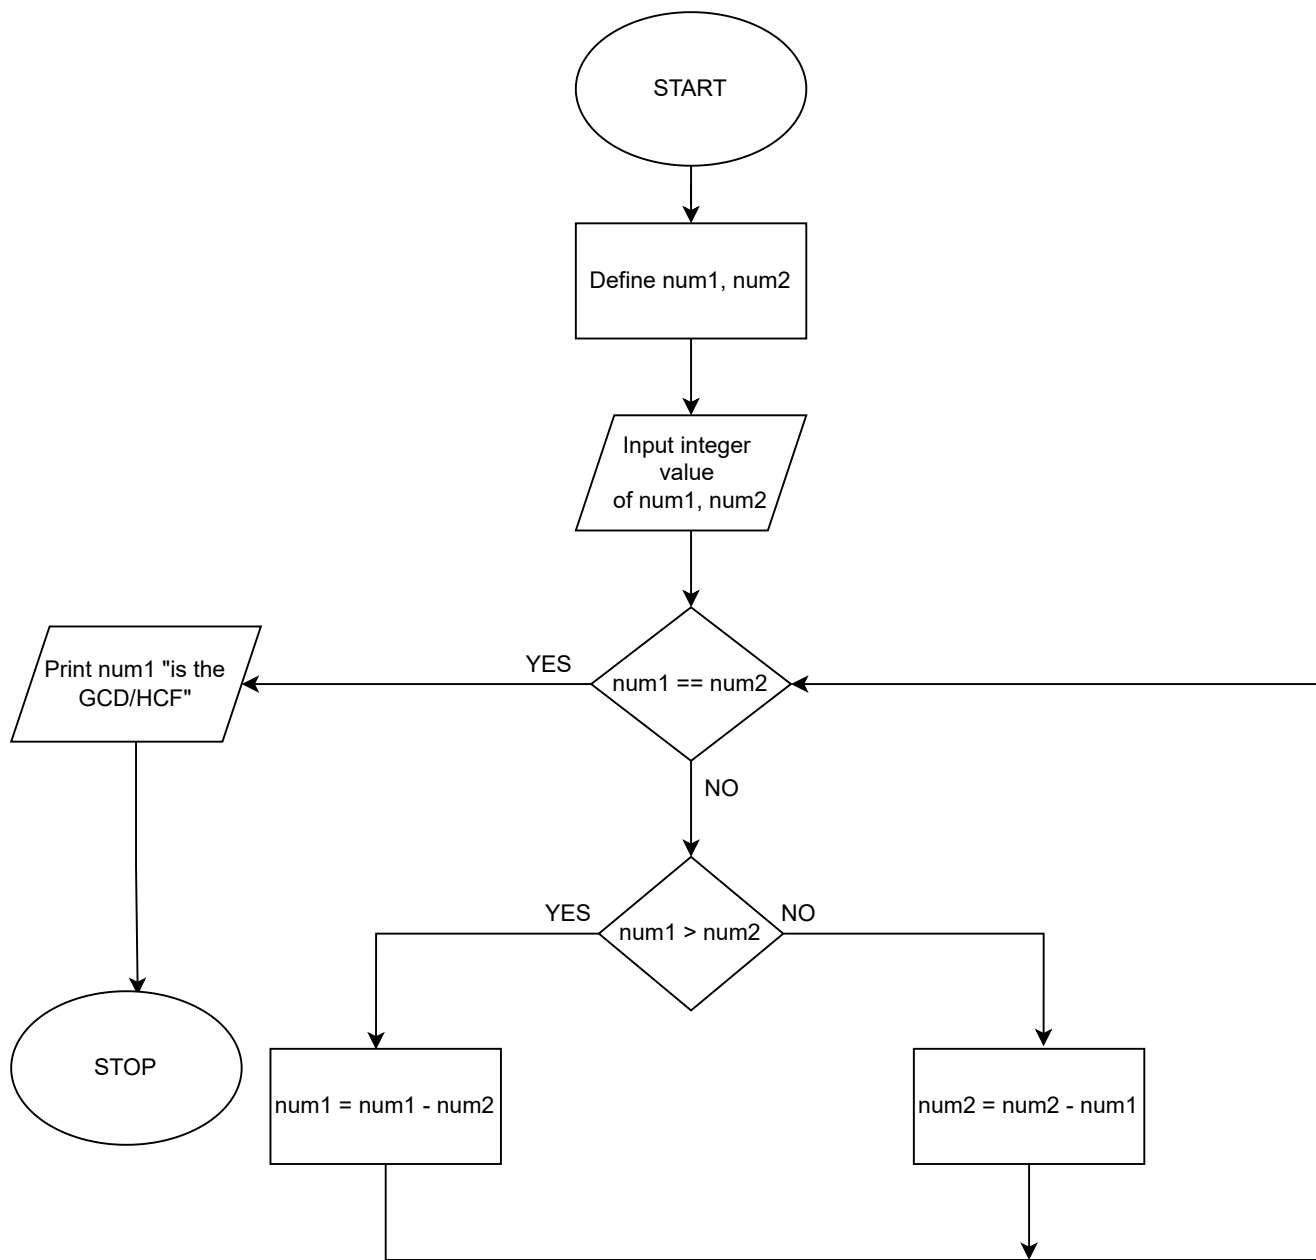 START
Define num1, num2
Input integer
value
of num1, num2
YES
num1 == num2
Print num1 "is the
GCD/HCF"
NO
YES
num1 > num2
NO
STOP
num1 = num1 - num2
num2 = num2 - num1